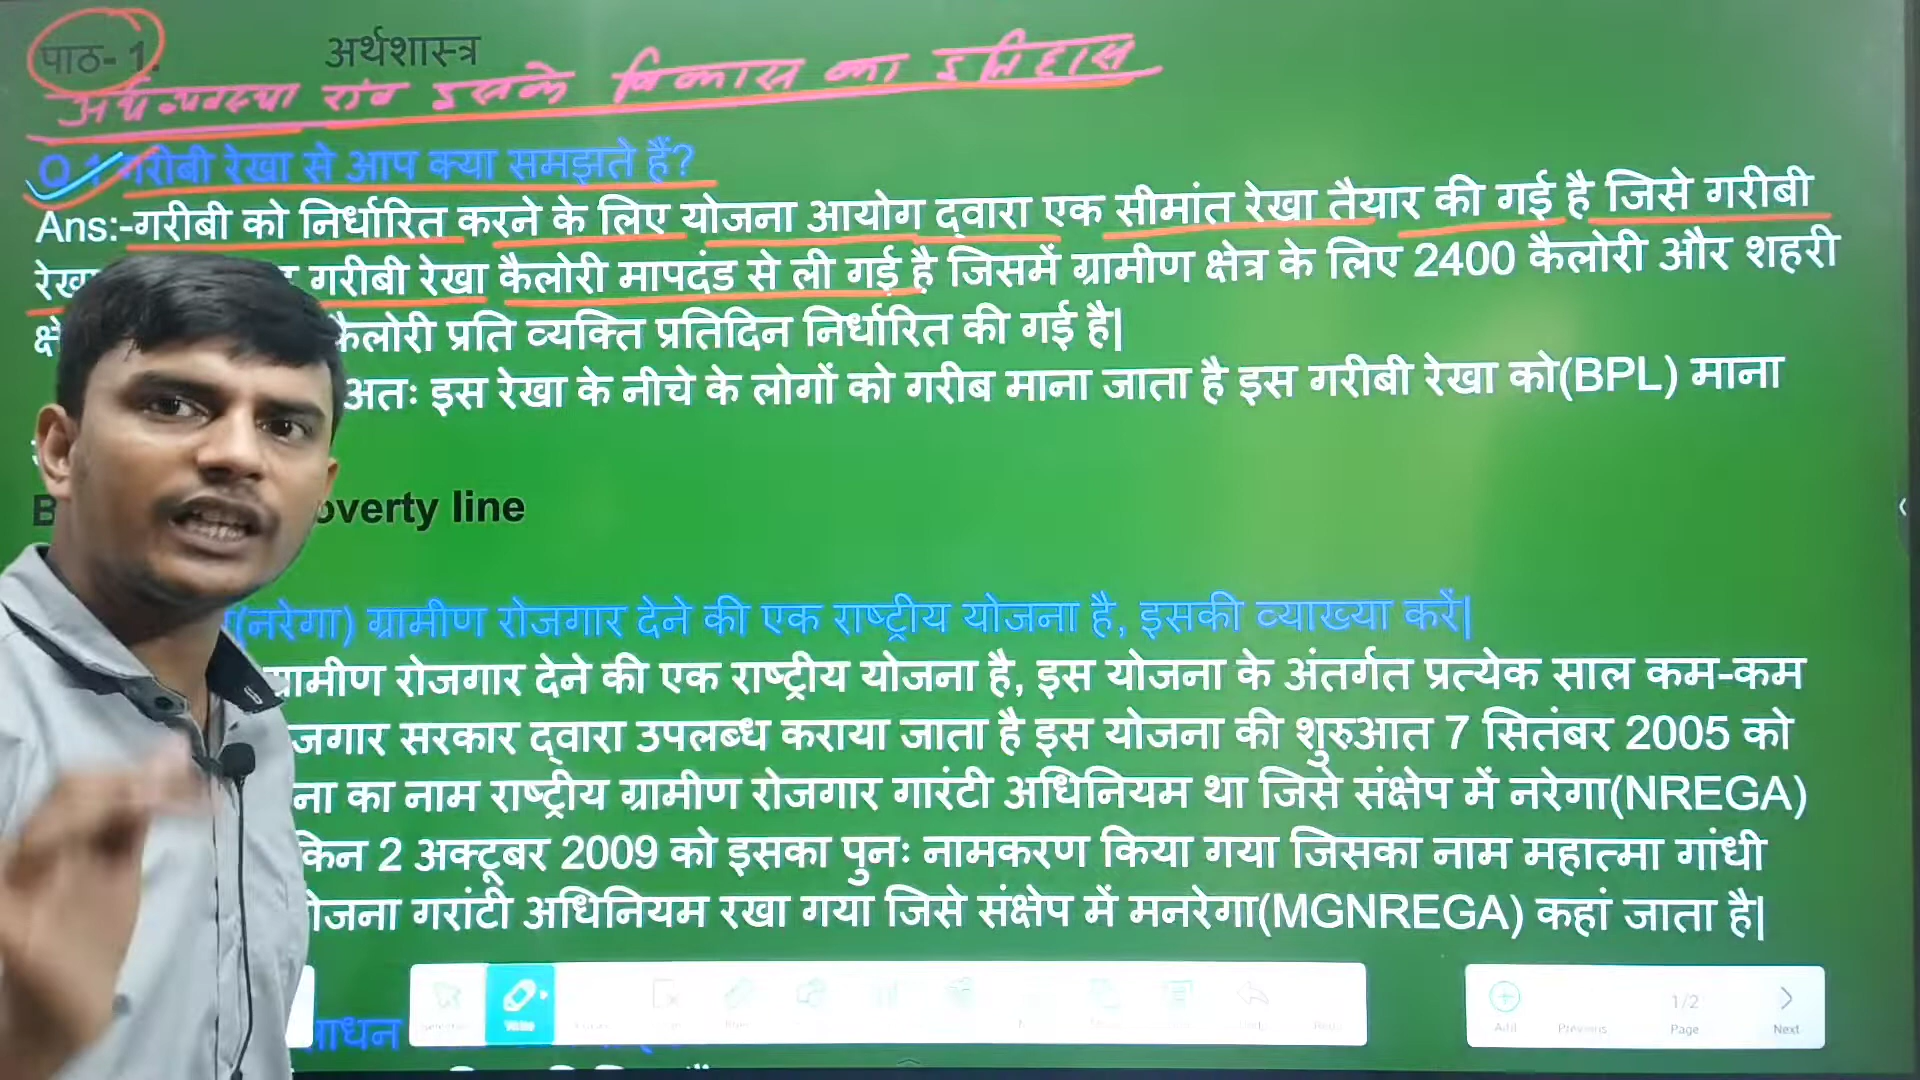 पाठ- 1. अर्थशास्त्र
अर्थव्यवस्था एंव इसके विकास का इतिहास
Q.1 गरीबी रेखा से आप क्या समझते हैं?
Ans:-गरीबी को निर्धारित करने के लिए योजना आयोग द्वारा एक सीमांत रेखा तैयार की गई है जिसे गरीबी
गरीबी रेखा कैलोरी मापदंड से ली गई है जिसमें ग्रामीण क्षेत्र के लिए 2400 कैलोरी और शहरी
कैलोरी प्रति व्यक्ति प्रतिदिन निर्धारित की गई है|
अतः इस रेखा के नीचे के लोगों को गरीब माना जाता है इस गरीबी रेखा को(BPL) माना
overty line
(नरेगा) ग्रामीण रोजगार देने की एक राष्ट्रीय योजना है, इसकी व्याख्या करें|
ग्रामीण रोजगार देने की एक राष्ट्रीय योजना है, इस योजना के अंतर्गत प्रत्येक साल कम-कम
जगार सरकार द्वारा उपलब्ध कराया जाता है इस योजना की शुरुआत 7 सितंबर 2005 को
ना का नाम राष्ट्रीय ग्रामीण रोजगार गारंटी अधिनियम था जिसे संक्षेप में नरेगा(NREGA)
किन 2 अक्टूबर 2009 को इसका पुनः नामकरण किया गया जिसका नाम महात्मा गांधी
योजना गरांटी अधिनियम रखा गया जिसे संक्षेप में मनरेगा(MGNREGA) कहां जाता है|
Write
Add Previous 1/2 Page Next